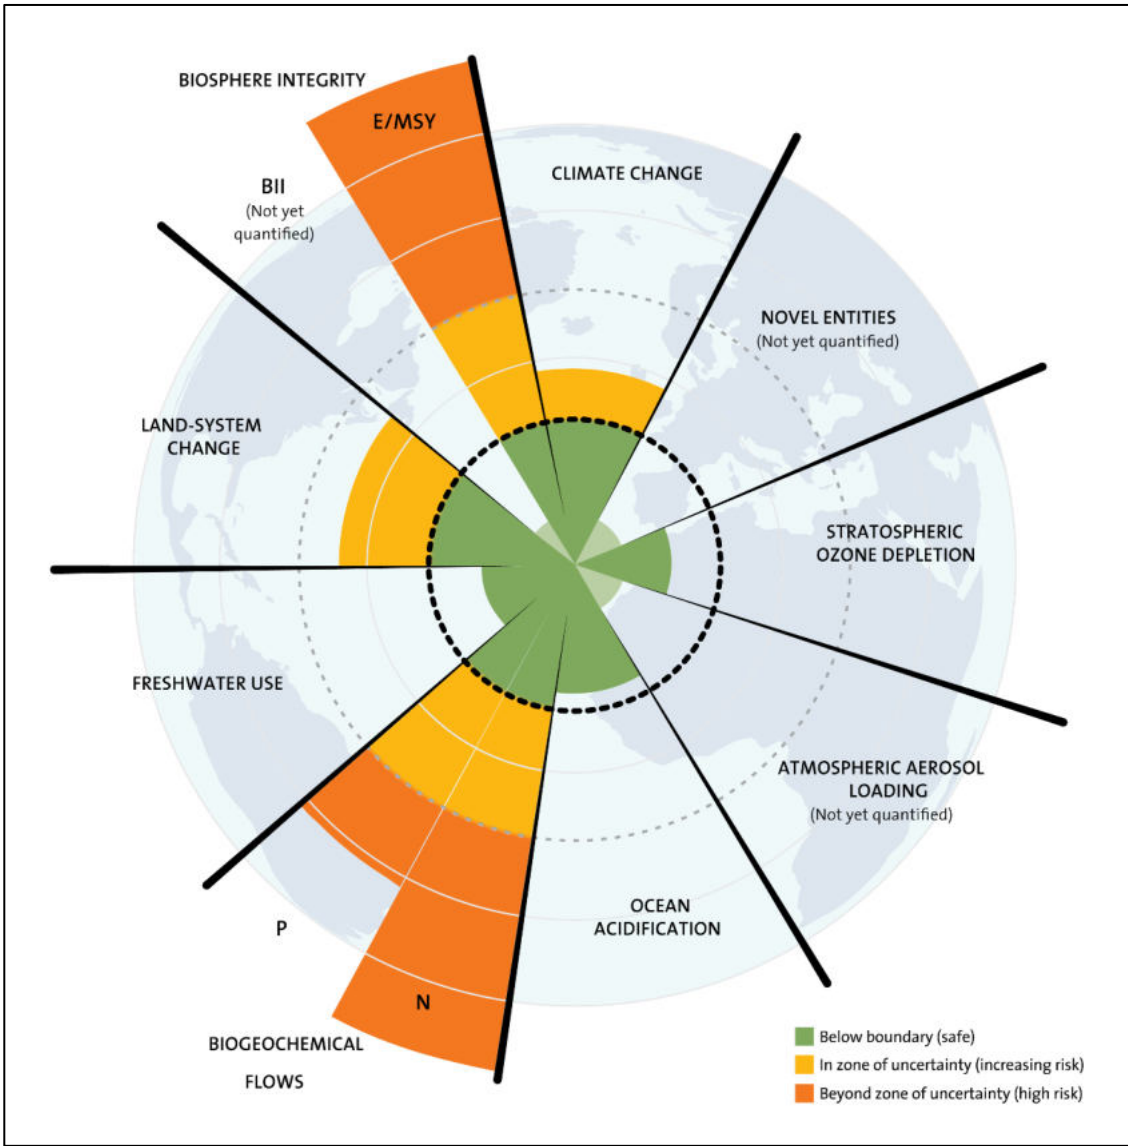 BIOSPHERE INTEGRITY
E/MSY
BII
(Not yet
quantified)
CLIMATE CHANGE
NOVEL ENTITIES
(Not yet quantified)
LAND-SYSTEM
CHANGE
STRATOSPHERIC
OZONE DEPLETION
FRESHWATER USE
ATMOSPHERIC AEROSOL
LOADING
(Not yet quantified)
P
OCEAN
ACIDIFICATION
N
BIOGEOCHEMICAL
FLOWS
Below boundary (safe)
In zone of uncertainty (increasing risk)
Beyond zone of uncertainty (high risk)